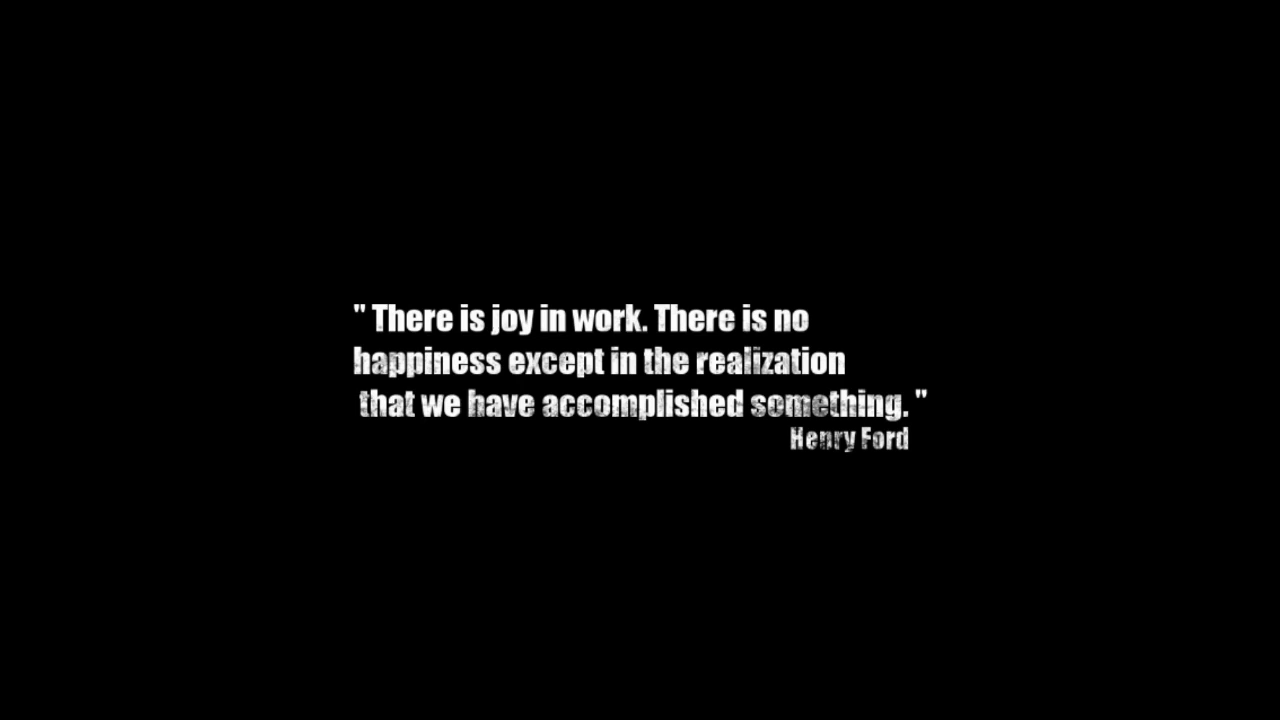 " There is joy in work. There is no
happiness except in the realization
that we have accomplished something. "
Henry Ford